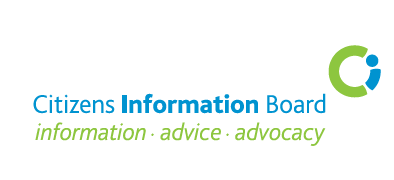 Citizens Information Board
information · advice · advocacy